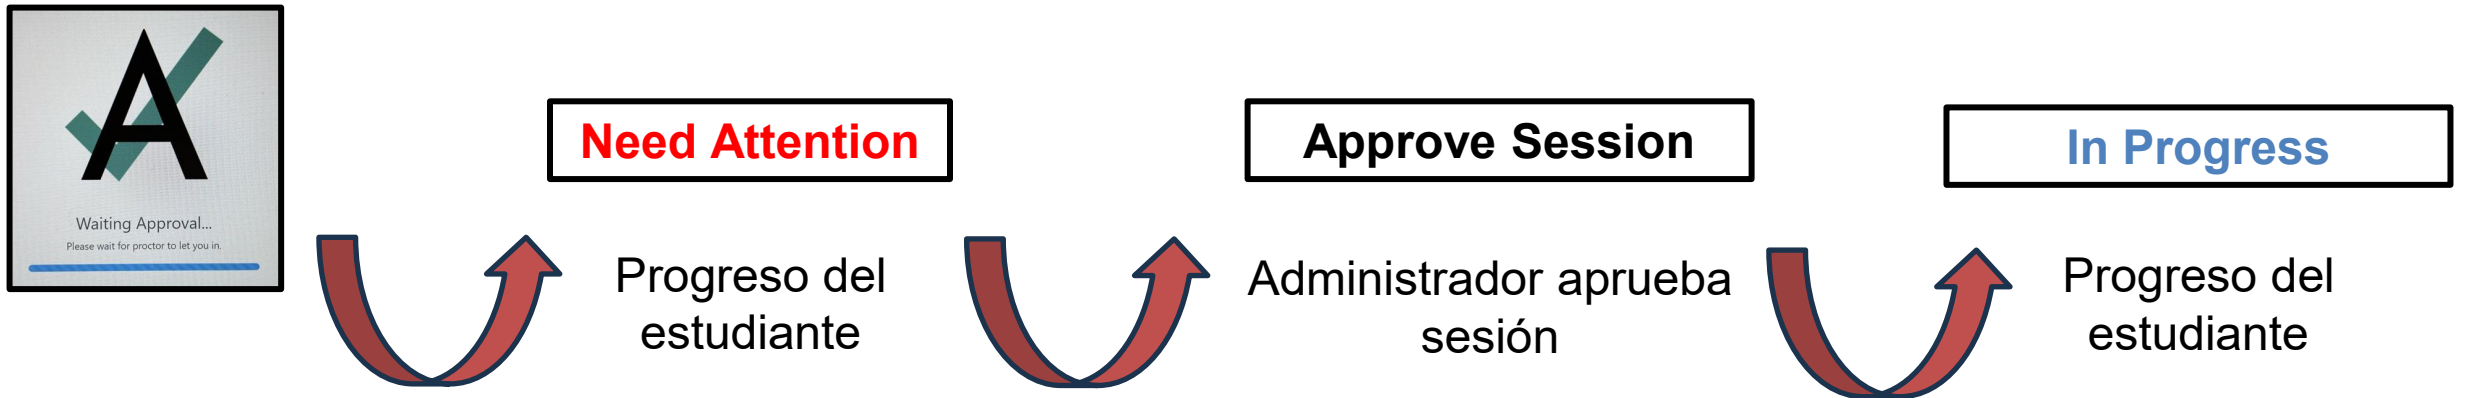 A
Waiting Approval...
Please wait for proctor to let you in.
Need Attention
Progreso del
estudiante
Approve Session
Administrador aprueba
sesión
In Progress
Progreso del
estudiante